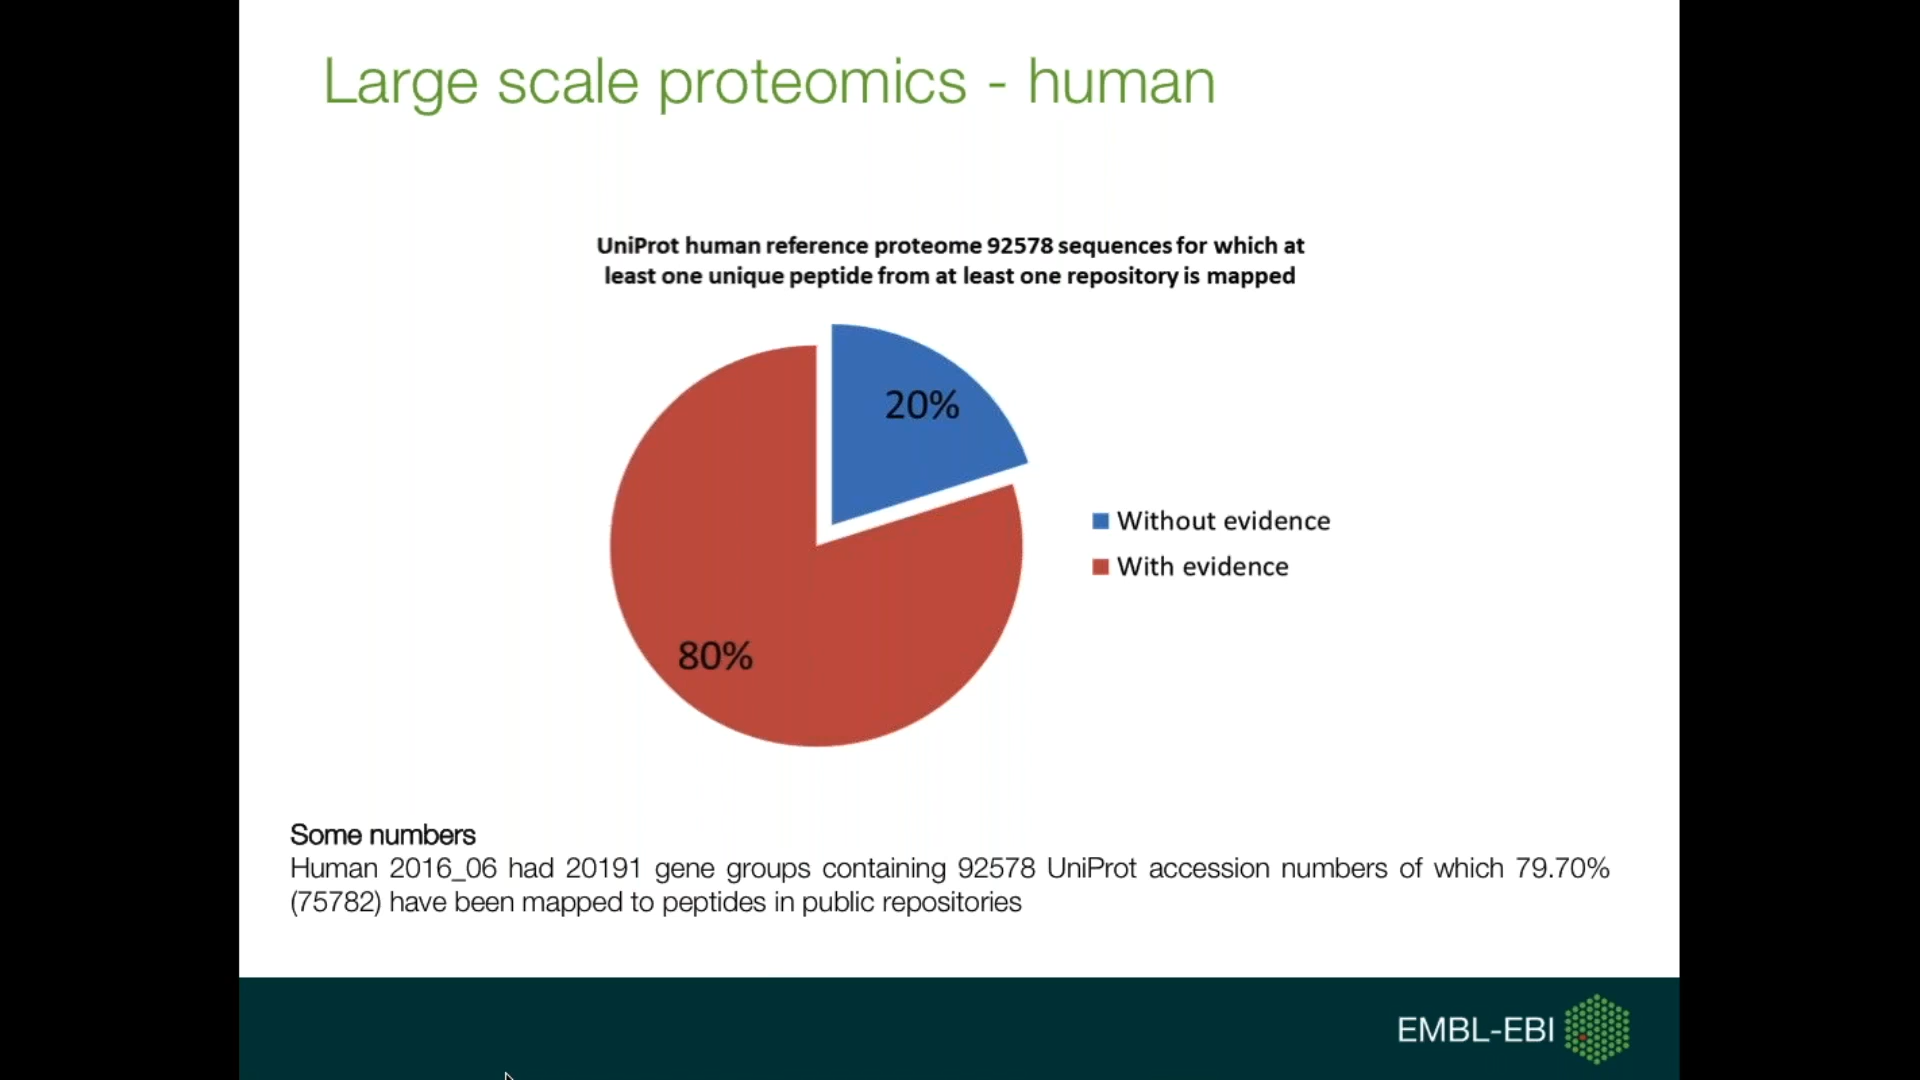 Large scale proteomics - human
UniProt human reference proteome 92578 sequences for which at
least one unique peptide from at least one repository is mapped
20%
Without evidence
With evidence
80%
Some numbers
Human 2016_06 had 20191 gene groups containing 92578 UniProt accession numbers of which 79.70%
(75782) have been mapped to peptides in public repositories
EMBL-EBI